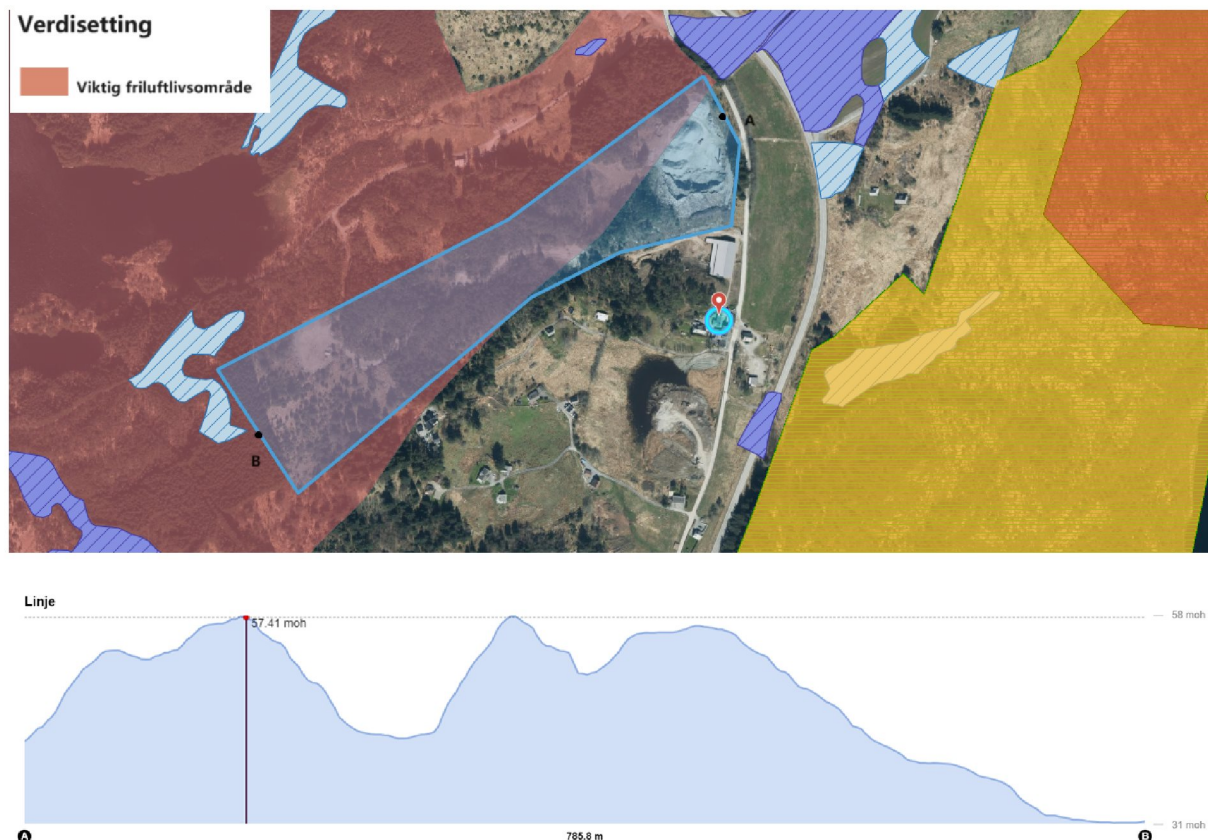 Verdisetting
Viktig friluftlivsområde
A
B
Linje
57.41 moh
58 moh
31 moh
A
785.8 m
B